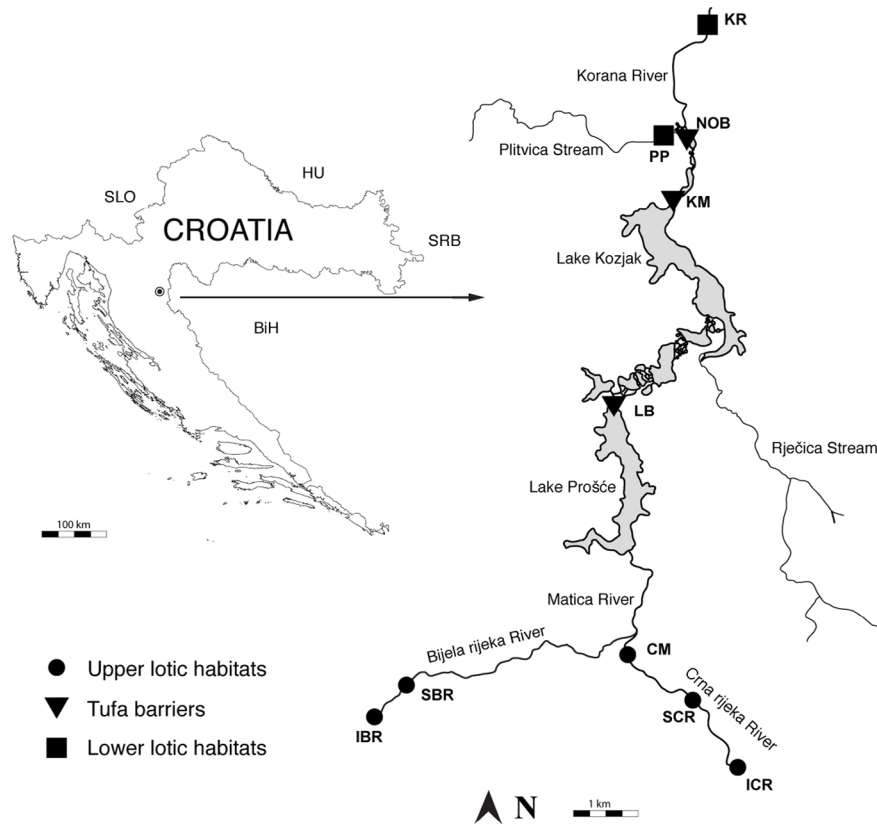 KR
Korana River
NOB
Plitvica Stream
PP
HU
SLO
KM
CROATIA
SRB
Lake Kozjak
BiH
LB
Rječica Stream
Lake Prošće
100 km
Matica River
Bijela rijeka River
CM
Upper lotic habitats
SBR
Crna rijeka River
Tufa barriers
SCR
IBR
Lower lotic habitats
ICR
N
1 km